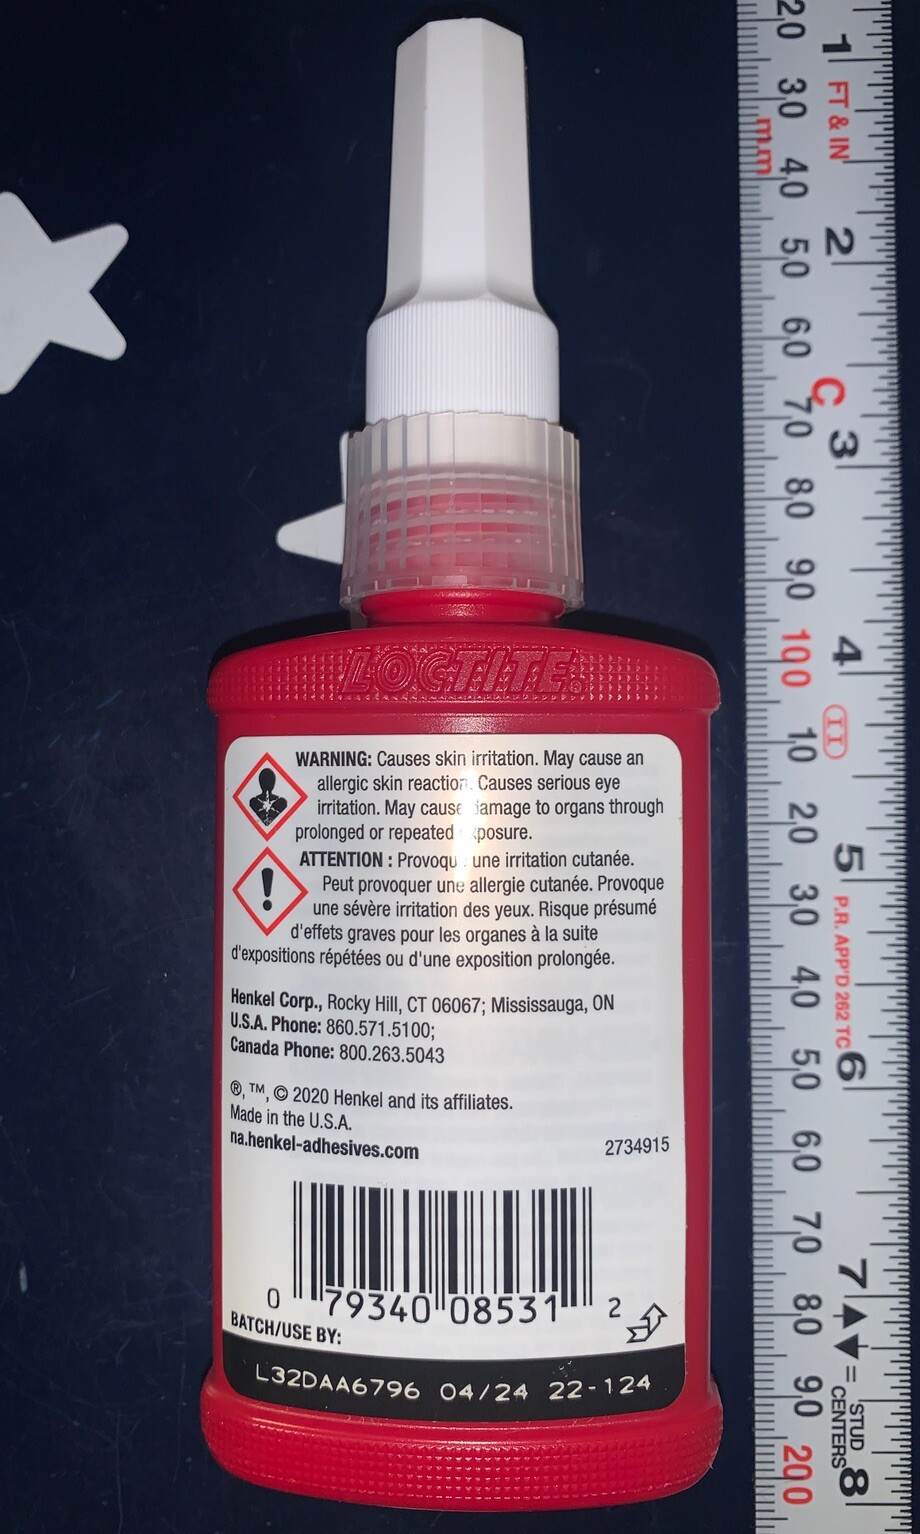 LOCTITE®
WARNING: Causes skin irritation. May cause an
allergic skin reaction. Causes serious eye
irritation. May cause damage to organs through
prolonged or repeated exposure.
ATTENTION : Provoque une irritation cutanée.
Peut provoquer une allergie cutanée. Provoque
une sévère irritation des yeux. Risque présumé
d'effets graves pour les organes à la suite
d'expositions répétées ou d'une exposition prolongée.
Henkel Corp., Rocky Hill, CT 06067; Mississauga, ON
U.S.A. Phone: 860.571.5100;
Canada Phone: 800.263.5043
®, ™, © 2020 Henkel and its affiliates.
Made in the U.S.A.
na.henkel-adhesives.com 2734915
0 79340 08531 2
BATCH/USE BY:
L32DAA6796 04/24 22-124
20 30 mm 40 50 60 70 80 90 100 10 20 30 40 50 60 70 80 90 200
1 FT & IN 2 C 3 4 II 5 P.R. APP'D 262 TC 6 7 ▲▼ = STUD CENTERS 8